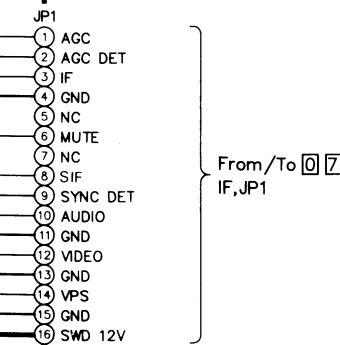 JP1
1 AGC
2 AGC DET
3 IF
4 GND
5 NC
6 MUTE
7 NC
8 SIF
9 SYNC DET
10 AUDIO
11 GND
12 VIDEO
13 GND
14 VPS
15 GND
16 SWD 12V
From/To 0 7
IF,JP1